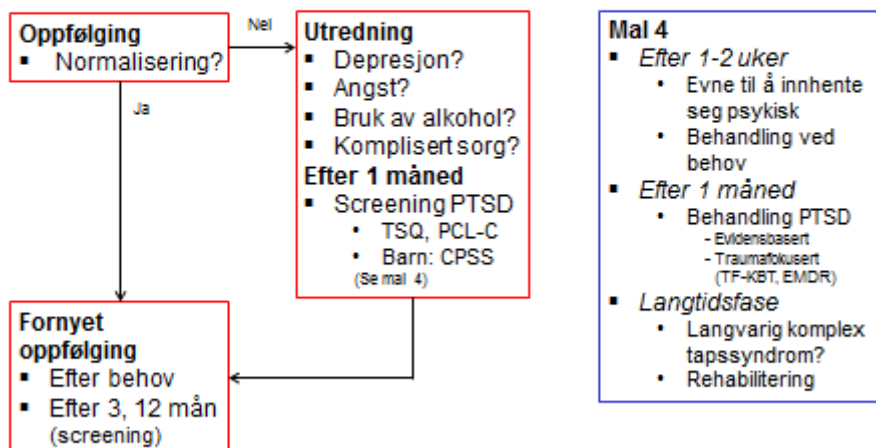 Oppfølging
▪ Normalisering?
Nei
Ja
Utredning
▪ Depresjon?
▪ Angst?
▪ Bruk av alkohol?
▪ Komplisert sorg?
Efter 1 måned
▪ Screening PTSD
• TSQ, PCL-C
• Barn: CPSS
(Se mal 4)
Fornyet
oppfølging
▪ Efter behov
▪ Efter 3, 12 mån
(screening)
Mal 4
▪ Efter 1-2 uker
• Evne til å innhente
seg psykisk
• Behandling ved
behov
▪ Efter 1 måned
• Behandling PTSD
- Evidensbasert
- Traumafokusert
(TF-KBT, EMDR)
▪ Langtidsfase
• Langvarig komplex
tapssyndrom?
• Rehabilitering